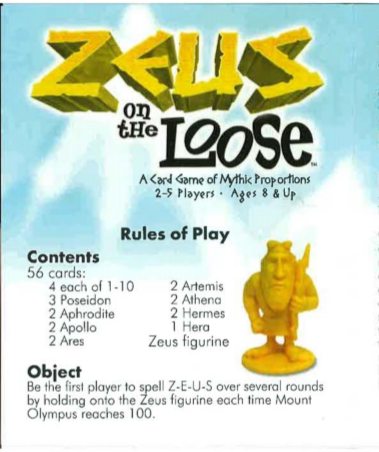 ZEUS
on
the Loose™
A Card Game of Mythic Proportions
2-5 Players · Ages 8 & Up
Rules of Play
Contents
56 cards:
4 each of 1-10
3 Poseidon
2 Aphrodite
2 Apollo
2 Ares
2 Artemis
2 Athena
2 Hermes
1 Hera
Zeus figurine
Object
Be the first player to spell Z-E-U-S over several rounds
by holding onto the Zeus figurine each time Mount
Olympus reaches 100.